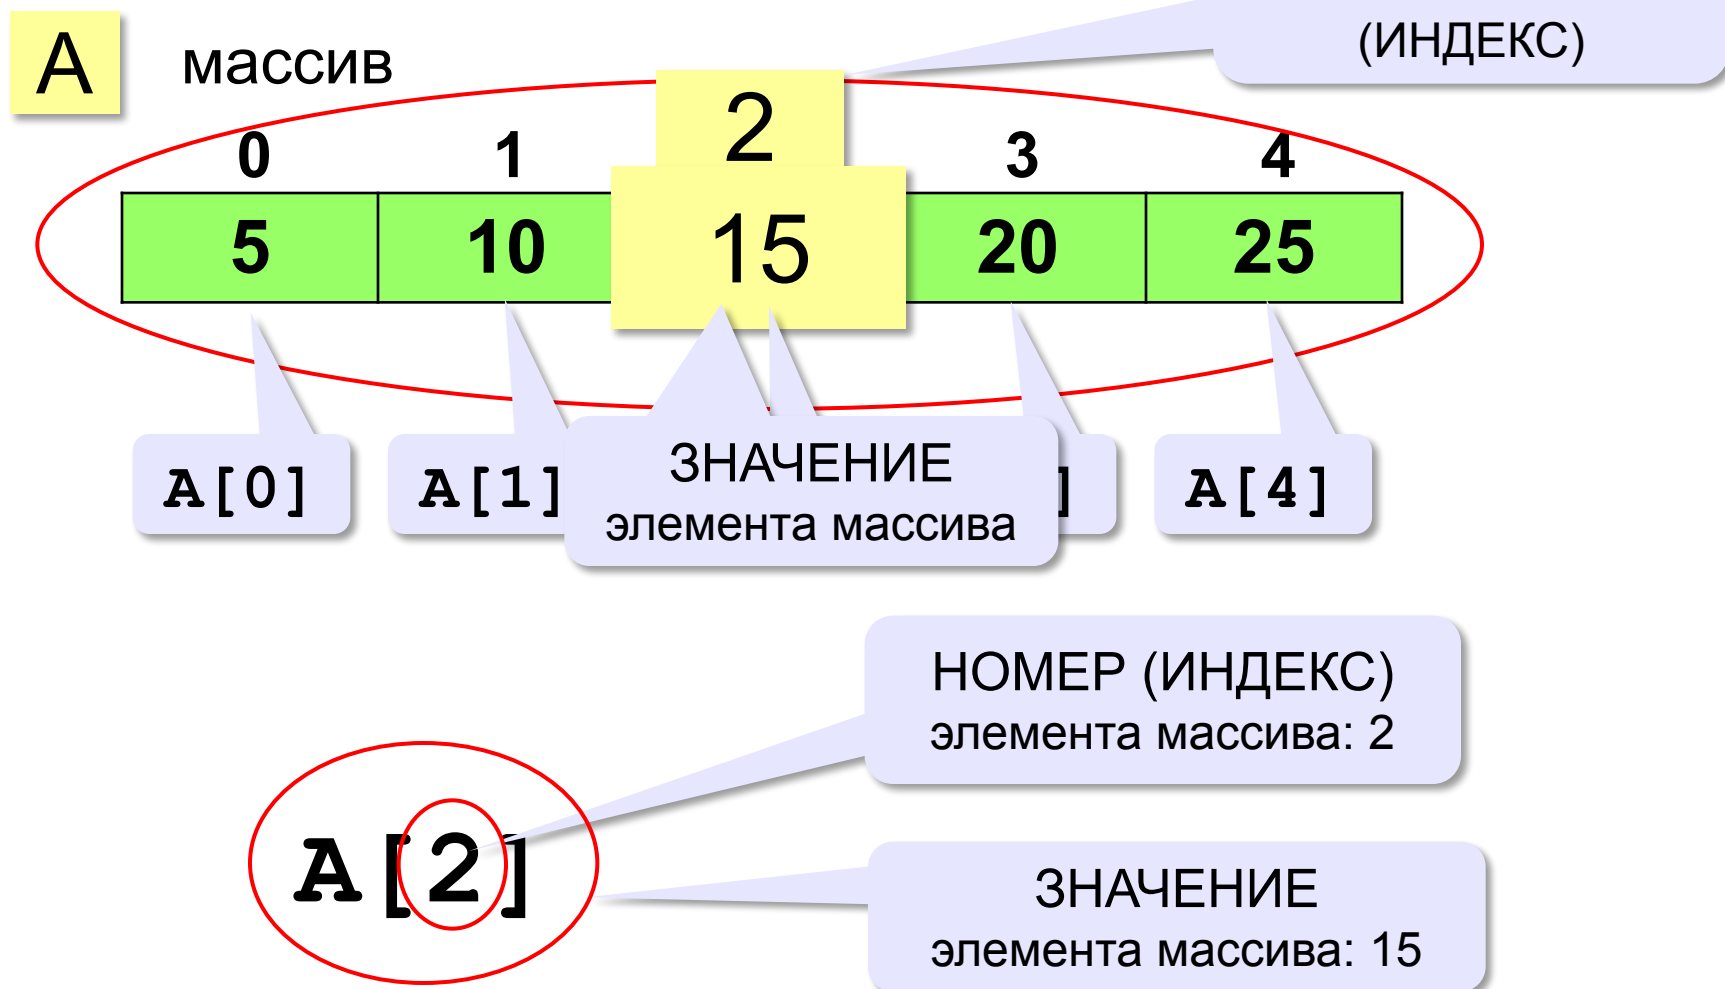 A массив
(ИНДЕКС)
0 1 2 3 4
5 10 15 20 25
A[0] A[1] ] A[4]
ЗНАЧЕНИЕ
элемента массива
НОМЕР (ИНДЕКС)
элемента массива: 2
A[2]
ЗНАЧЕНИЕ
элемента массива: 15